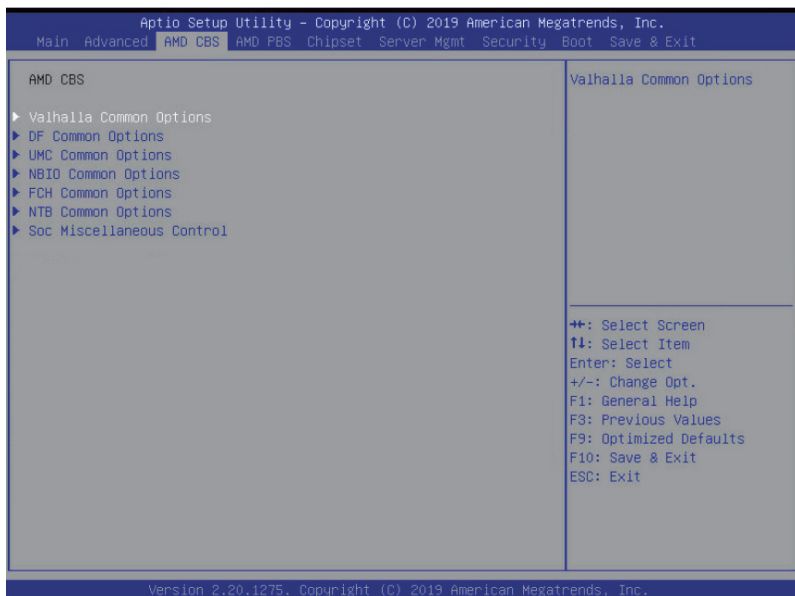 Aptio Setup Utility – Copyright (C) 2019 American Megatrends, Inc.
Main Advanced AMD CBS AMD PBS Chipset Server Mgmt Security Boot Save & Exit
AMD CBS
Valhalla Common Options
DF Common Options
UMC Common Options
NBIO Common Options
FCH Common Options
NTB Common Options
Soc Miscellaneous Control
Valhalla Common Options
→←: Select Screen
↑↓: Select Item
Enter: Select
+/-: Change Opt.
F1: General Help
F3: Previous Values
F9: Optimized Defaults
F10: Save & Exit
ESC: Exit
Version 2.20.1275. Copyright (C) 2019 American Megatrends, Inc.